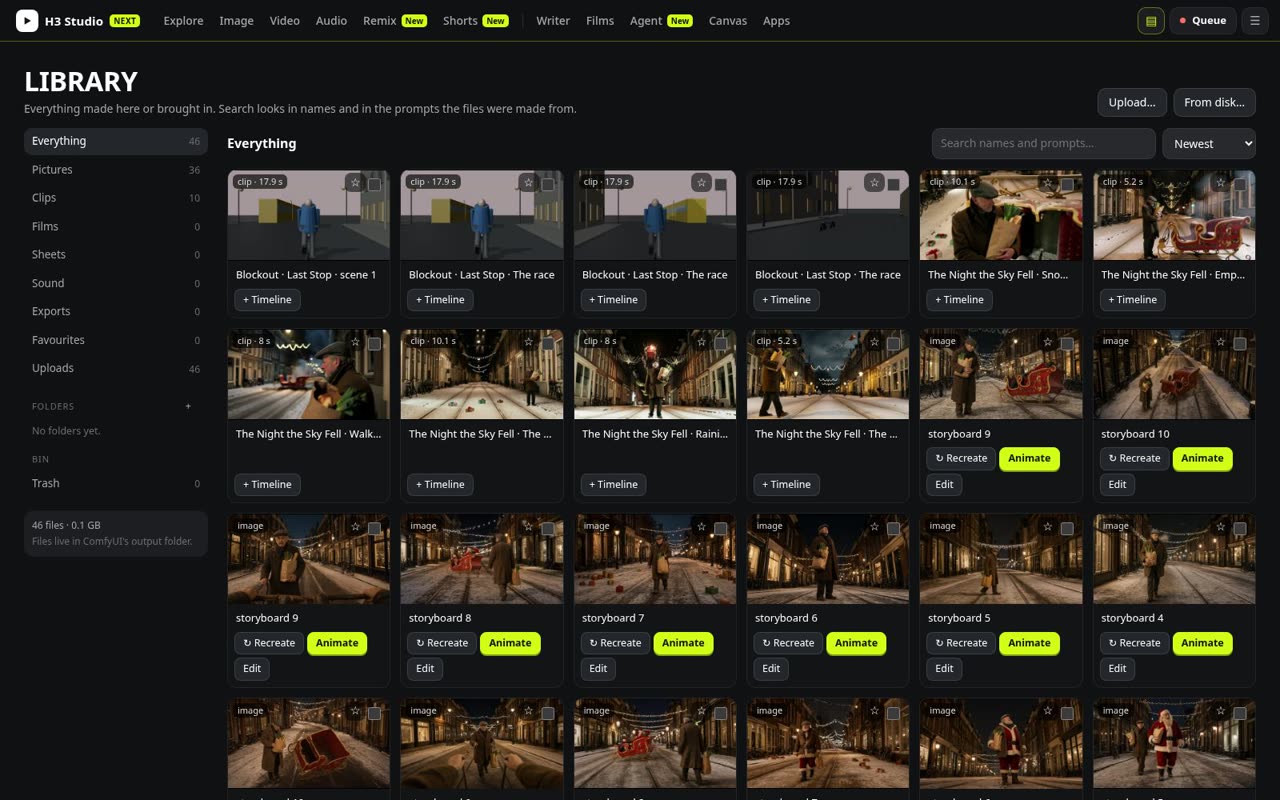 H3 Studio NEXT Explore Image Video Audio Remix New Shorts New Writer Films Agent New Canvas Apps Queue
LIBRARY
Everything made here or brought in. Search looks in names and in the prompts the files were made from.
Upload... From disk...
Everything 46
Pictures 36
Clips 10
Films 0
Sheets 0
Sound 0
Exports 0
Favourites 0
Uploads 46
FOLDERS +
No folders yet.
BIN
Trash 0
46 files · 0.1 GB
Files live in ComfyUI's output folder.
Everything Search names and prompts... Newest
clip · 17.9 s clip · 17.9 s clip · 17.9 s clip · 17.9 s clip · 10.1 s clip · 5.2 s
Blockout · Last Stop · scene 1 Blockout · Last Stop · The race Blockout · Last Stop · The race Blockout · Last Stop · The race The Night the Sky Fell · Sno... The Night the Sky Fell · Emp...
+ Timeline + Timeline + Timeline + Timeline + Timeline + Timeline
clip · 8 s clip · 10.1 s clip · 8 s clip · 5.2 s image image
The Night the Sky Fell · Walk... The Night the Sky Fell · The ... The Night the Sky Fell · Raini... The Night the Sky Fell · The ... storyboard 9 storyboard 10
↻ Recreate Animate ↻ Recreate Animate
+ Timeline + Timeline + Timeline + Timeline Edit Edit
image image image image image image
storyboard 9 storyboard 8 storyboard 7 storyboard 6 storyboard 5 storyboard 4
↻ Recreate Animate ↻ Recreate Animate ↻ Recreate Animate ↻ Recreate Animate ↻ Recreate Animate ↻ Recreate Animate
Edit Edit Edit Edit Edit Edit
image image image image image image